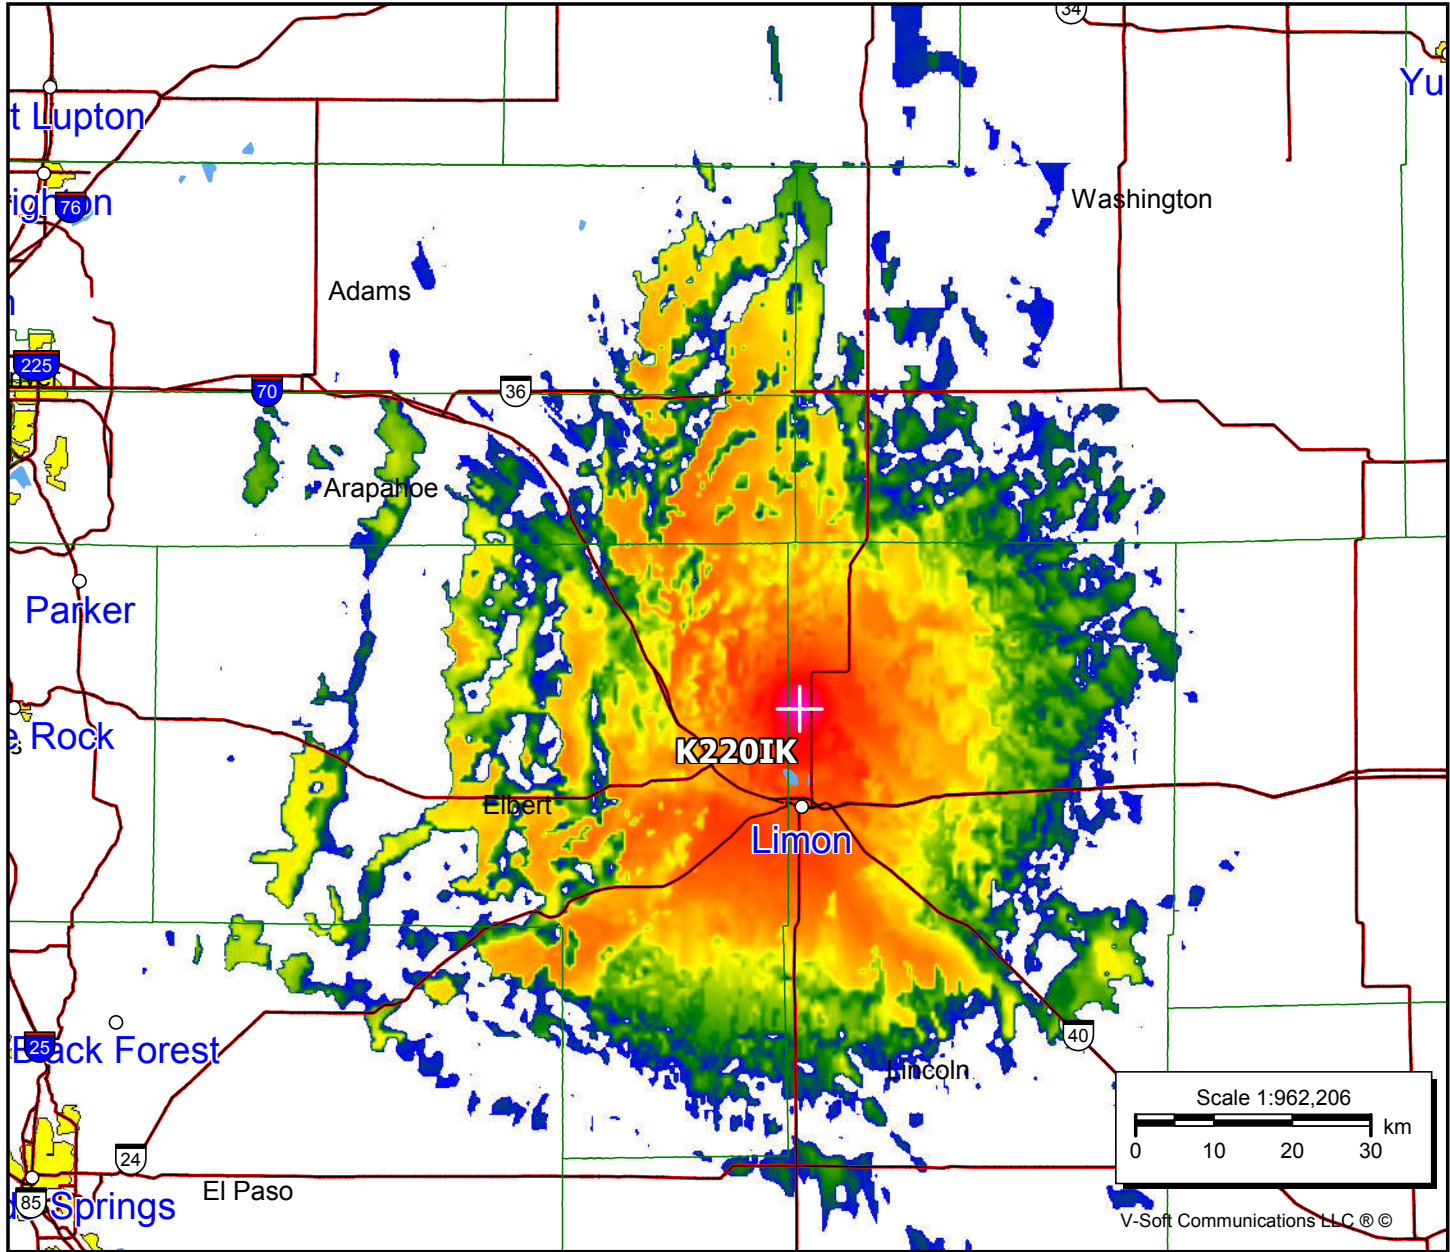 34
Yu
t Lupton
ighton
76
Washington
Adams
225
70
36
Arapahoe
Parker
Rock
K220IK
Elbert
Limon
25
Black Forest
40
Lincoln
Scale 1:962,206
km
0 10 20 30
24
El Paso
85
Springs
V-Soft Communications LLC ® ©